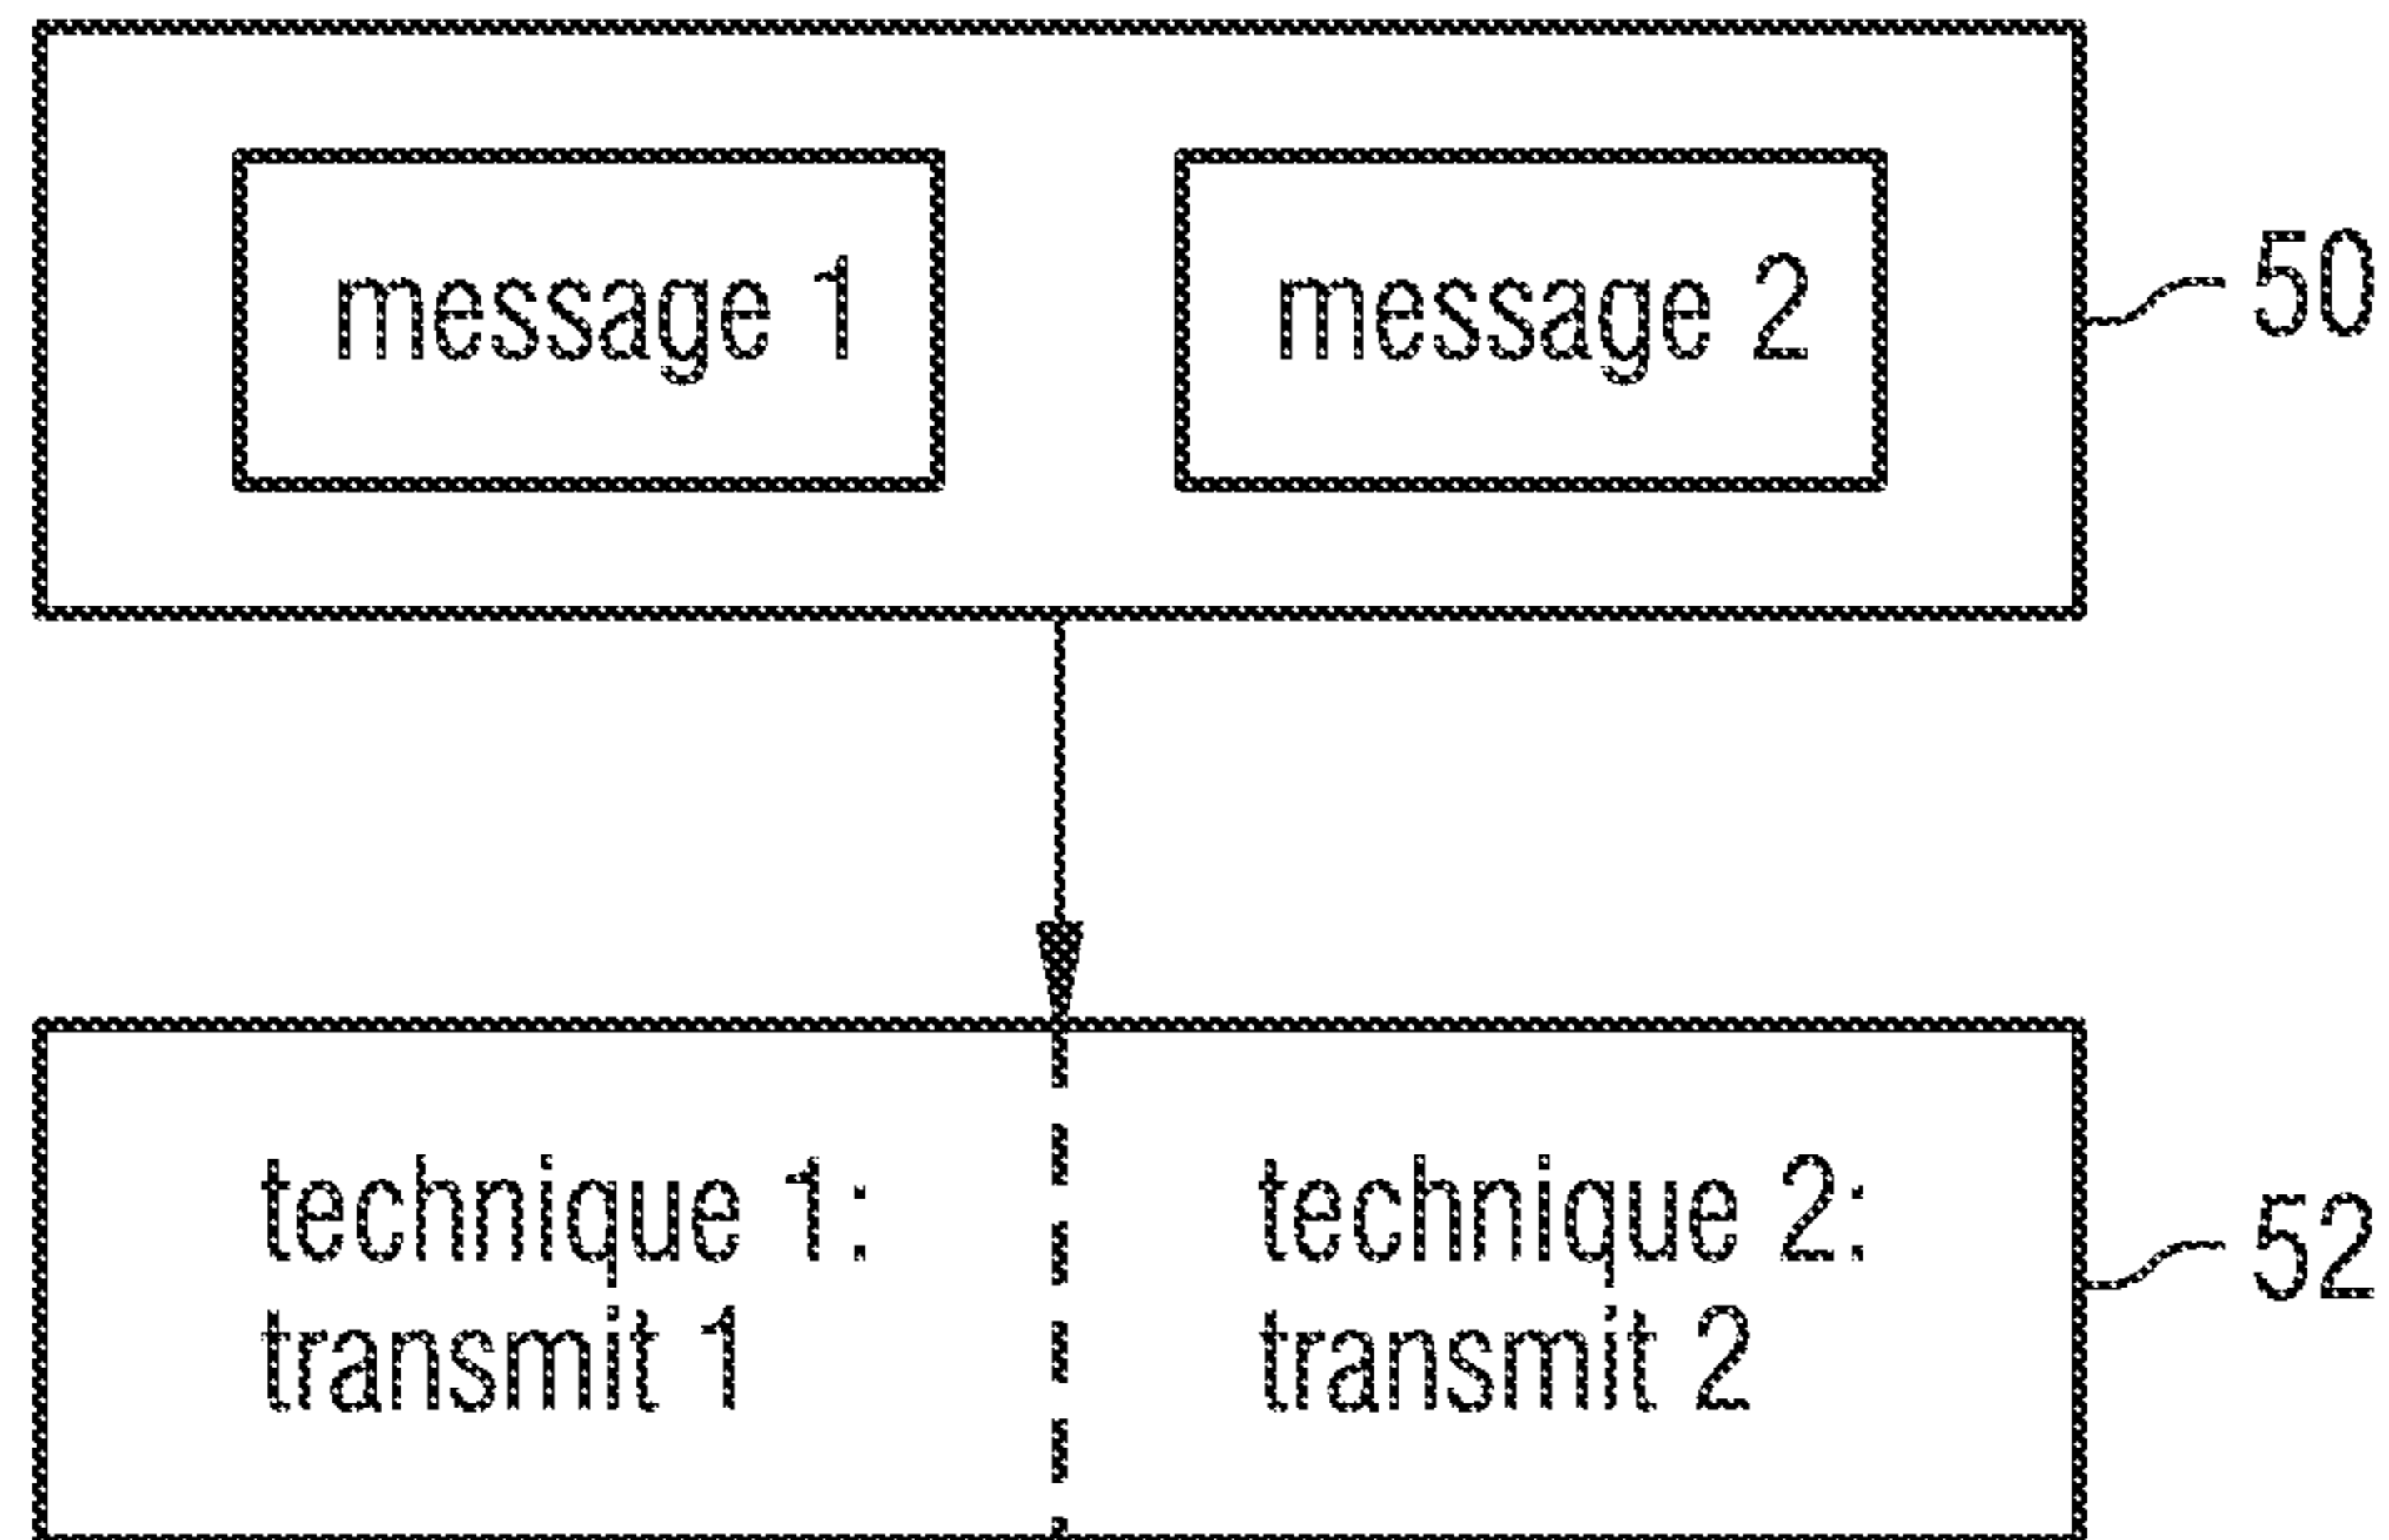 message 1
message 2
50
technique 1:
transmit 1
technique 2:
transmit 2
52